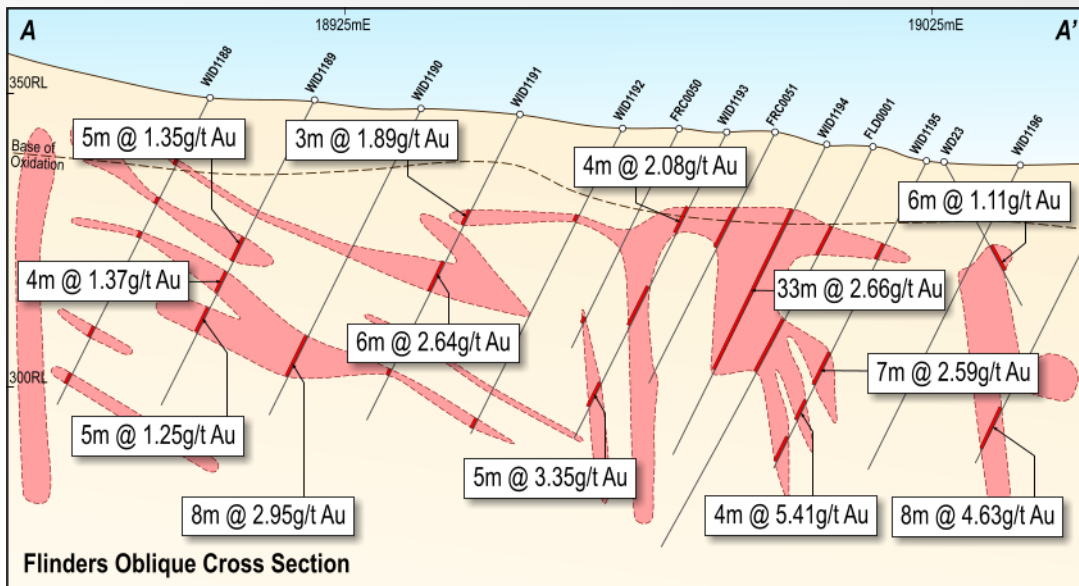 A
18925mE
19025mE
A'
350RL
WID1188
WID1189
WID1190
WID1191
WID1192
FRC0050
WID1193
FRC0051
WID1194
FLD0001
WID1195
WD23
WID1196
5m @ 1.35g/t Au
3m @ 1.89g/t Au
4m @ 2.08g/t Au
Base of
Oxidation
6m @ 1.11g/t Au
4m @ 1.37g/t Au
33m @ 2.66g/t Au
6m @ 2.64g/t Au
300RL
7m @ 2.59g/t Au
5m @ 1.25g/t Au
5m @ 3.35g/t Au
8m @ 2.95g/t Au
4m @ 5.41g/t Au
8m @ 4.63g/t Au
Flinders Oblique Cross Section